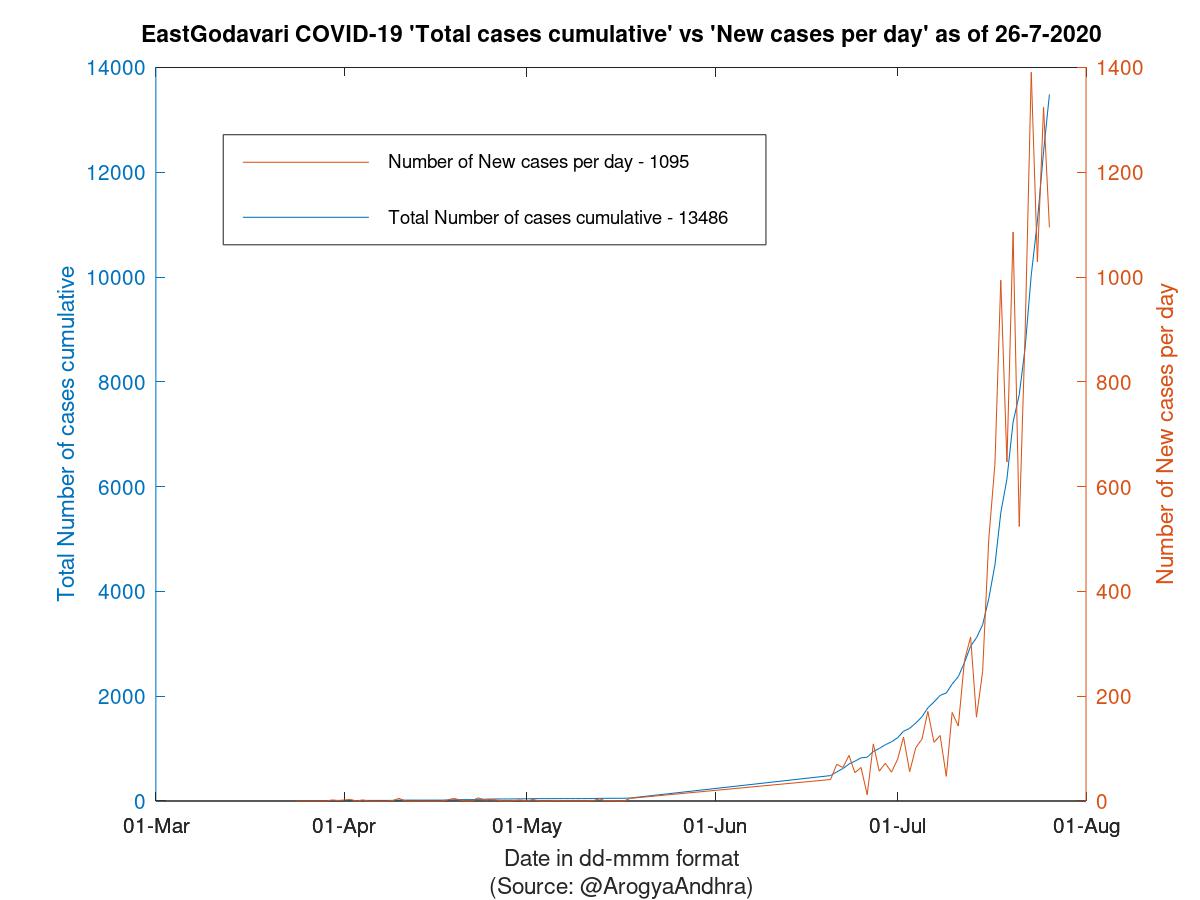 EastGodavari COVID-19 'Total cases cumulative' vs 'New cases per day' as of 26-7-2020
14000
12000
10000
8000
6000
4000
2000
0
Total Number of cases cumulative
Number of New cases per day - 1095
Total Number of cases cumulative - 13486
1400
1200
1000
800
600
400
200
0
Number of New cases per day
01-Mar 01-Apr 01-May 01-Jun 01-Jul 01-Aug
Date in dd-mmm format
(Source: @ArogyaAndhra)